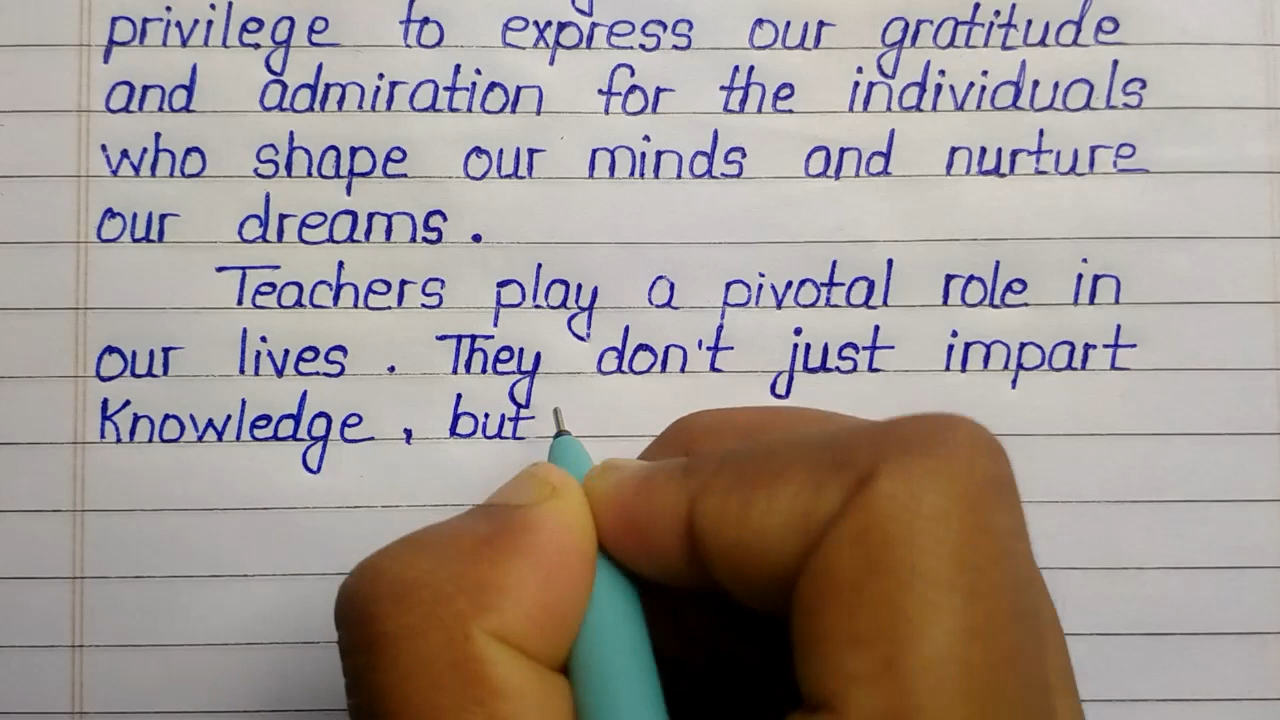 privilege to express our gratitude
and admiration for the individuals
who shape our minds and nurture
our dreams.
Teachers play a pivotal role in
our lives. They don't just impart
Knowledge, but